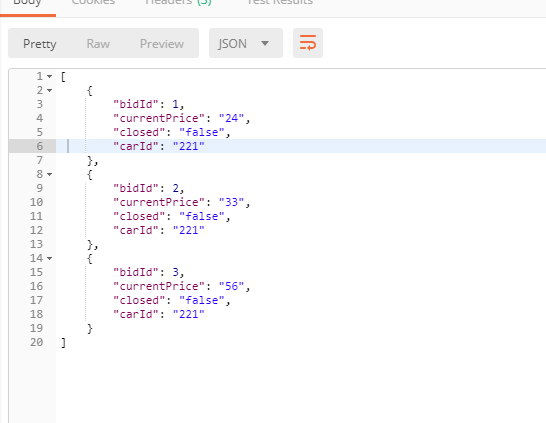 Body Cookies Headers (3) Test Results
Pretty Raw Preview JSON
1 [
2 {
3 "bidId": 1,
4 "currentPrice": "24",
5 "closed": "false",
6 "carId": "221"
7 },
8 {
9 "bidId": 2,
10 "currentPrice": "33",
11 "closed": "false",
12 "carId": "221"
13 },
14 {
15 "bidId": 3,
16 "currentPrice": "56",
17 "closed": "false",
18 "carId": "221"
19 }
20 ]